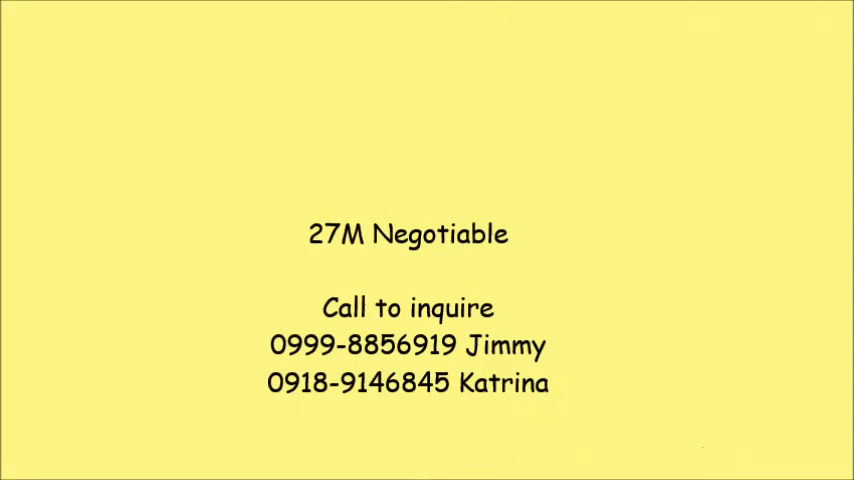 27M Negotiable
Call to inquire
0999-8856919 Jimmy
0918-9146845 Katrina